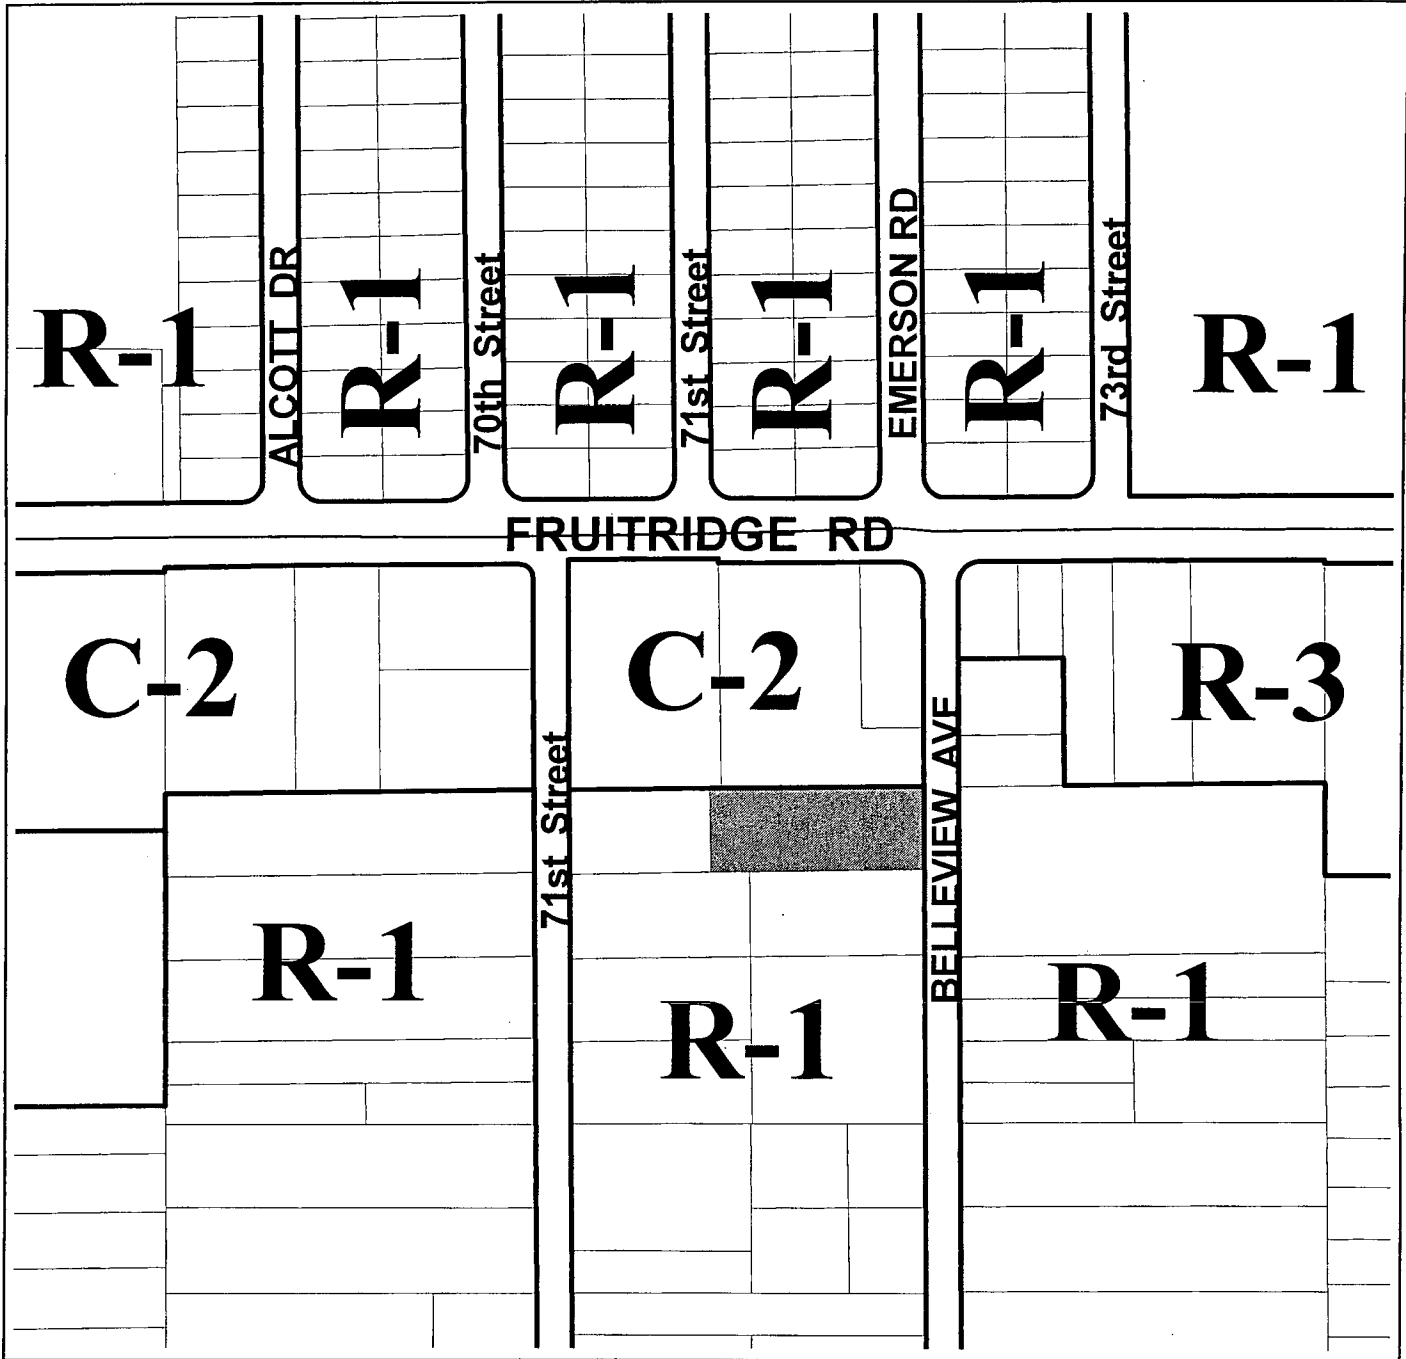 R-1
ALCOTT DR
R-1
70th Street
R-1
71st Street
R-1
EMERSON RD
R-1
73rd Street
R-1
FRUITRIDGE RD
C-2
71st Street
C-2
BELLEVIEW AVE
R-3
R-1
R-1
R-1